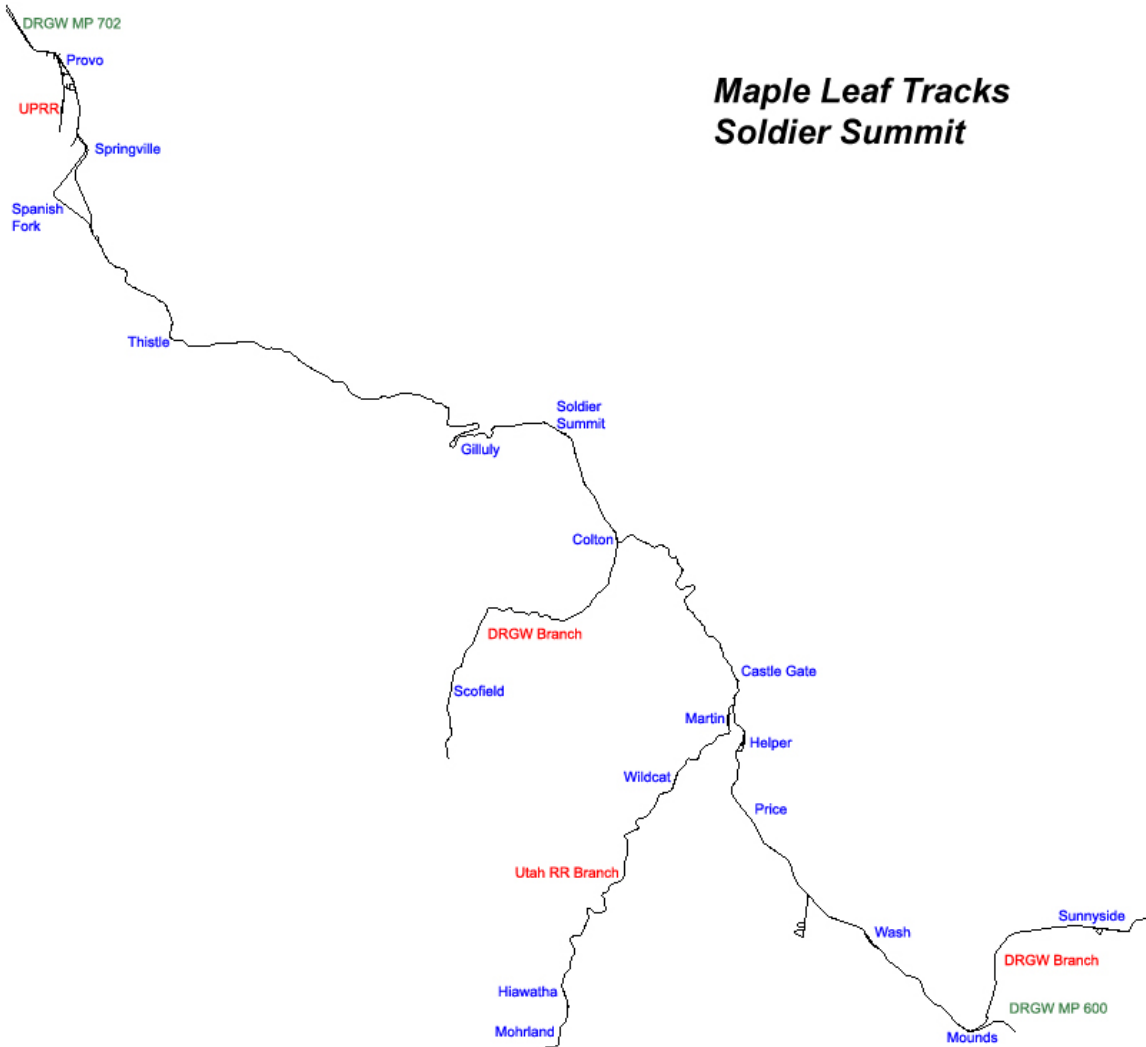 DRGW MP 702
Provo
Maple Leaf Tracks
Soldier Summit
UPRR
Springville
Spanish
Fork
Thistle
Soldier
Summit
Gilluly
Colton
DRGW Branch
Castle Gate
Scofield
Martin
Helper
Wildcat
Price
Utah RR Branch
Sunnyside
Wash
DRGW Branch
Hiawatha
DRGW MP 600
Mohrland
Mounds